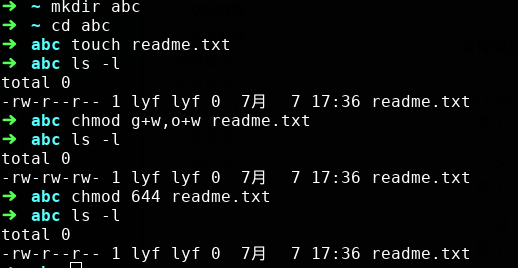 ➜ ~ mkdir abc
➜ ~ cd abc
➜ abc touch readme.txt
➜ abc ls -l
total 0
-rw-r--r-- 1 lyf lyf 0 7月 7 17:36 readme.txt
➜ abc chmod g+w,o+w readme.txt
➜ abc ls -l
total 0
-rw-rw-rw- 1 lyf lyf 0 7月 7 17:36 readme.txt
➜ abc chmod 644 readme.txt
➜ abc ls -l
total 0
-rw-r--r-- 1 lyf lyf 0 7月 7 17:36 readme.txt
➜ abc